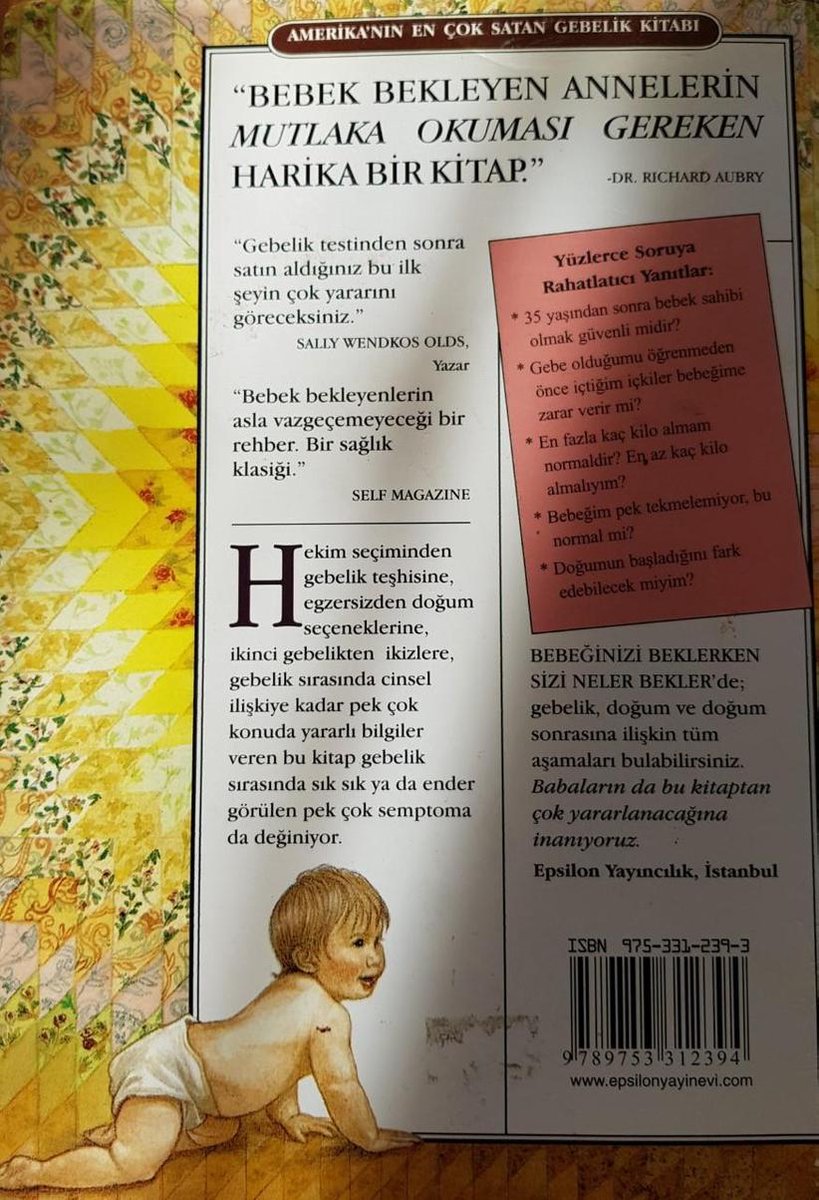 AMERİKA'NIN EN ÇOK SATAN GEBELİK KİTABI
“BEBEK BEKLEYEN ANNELERİN
MUTLAKA OKUMASI GEREKEN
HARİKA BİR KİTAP.”
-DR. RICHARD AUBRY
“Gebelik testinden sonra
satın aldığınız bu ilk
şeyin çok yararını
göreceksiniz.”
SALLY WENDKOS OLDS,
Yazar
“Bebek bekleyenlerin
asla vazgeçemeyeceği bir
rehber. Bir sağlık
klasiği.”
SELF MAGAZINE
Hekim seçiminden
gebelik teşhisine,
egzersizden doğum
seçeneklerine,
ikinci gebelikten ikizlere,
gebelik sırasında cinsel
ilişkiye kadar pek çok
konuda yararlı bilgiler
veren bu kitap gebelik
sırasında sık sık ya da ender
görülen pek çok semptoma
da değiniyor.
Yüzlerce Soruya
Rahatlatıcı Yanıtlar:
* 35 yaşından sonra bebek sahibi
olmak güvenli midir?
* Gebe olduğumu öğrenmeden
önce içtiğim içkiler bebeğime
zarar verir mi?
* En fazla kaç kilo almam
normaldir? En az kaç kilo
almalıyım?
* Bebeğim pek tekmelemiyor, bu
normal mi?
* Doğumun başladığını fark
edebilecek miyim?
BEBEĞİNİZİ BEKLERKEN
SİZİ NELER BEKLER'de;
gebelik, doğum ve doğum
sonrasına ilişkin tüm
aşamaları bulabilirsiniz.
Babaların da bu kitaptan
çok yararlanacağına
inanıyoruz.
Epsilon Yayıncılık, İstanbul
ISBN 975-331-239-3
9 789753 312394
www.epsilonyayinevi.com